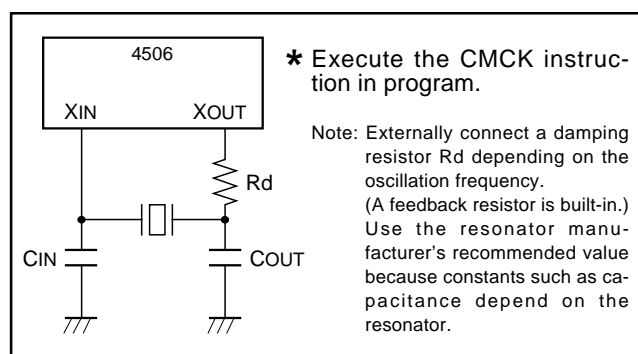 4506
XIN
XOUT
Rd
CIN
COUT
* Execute the CMCK instruc-
tion in program.
Note: Externally connect a damping
resistor Rd depending on the
oscillation frequency.
(A feedback resistor is built-in.)
Use the resonator manu-
facturer’s recommended value
because constants such as ca-
pacitance depend on the
resonator.